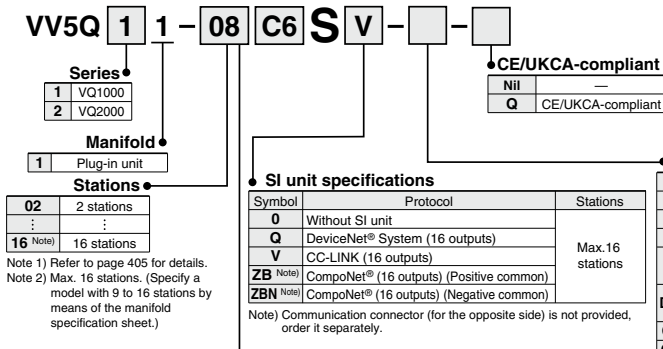 VV5Q 1 1 – 08 C6 S V – –
CE/UKCA-compliant
Nil —
Q CE/UKCA-compliant
Series
1 VQ1000
2 VQ2000
Manifold
1 Plug-in unit
Stations
02 2 stations
⋮ ⋮
16 Note) 16 stations
Note 1) Refer to page 405 for details.
Note 2) Max. 16 stations. (Specify a
model with 9 to 16 stations by
means of the manifold
specification sheet.)
SI unit specifications
Symbol Protocol Stations
0 Without SI unit
Q DeviceNet® System (16 outputs)
V CC-LINK (16 outputs)
ZB Note) CompoNet® (16 outputs) (Positive common)
ZBN Note) CompoNet® (16 outputs) (Negative common)
Max.16
stations
Note) Communication connector (for the opposite side) is not provided,
order it separately.